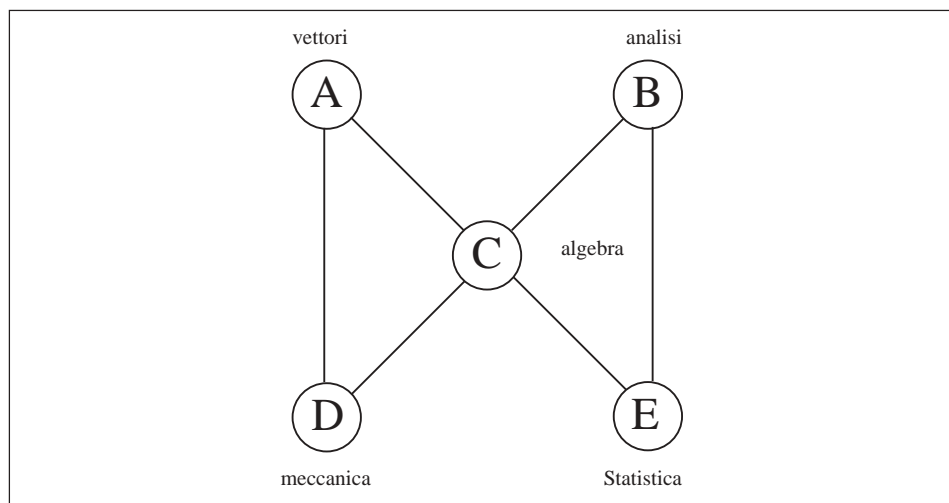 vettori
analisi
A
B
C
algebra
D
E
meccanica
Statistica